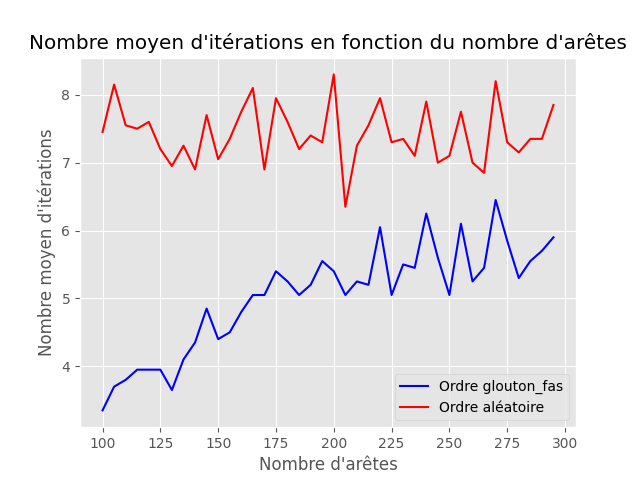 Nombre moyen d'itérations en fonction du nombre d'arêtes
Nombre moyen d'itérations
8
7
6
5
4
Ordre glouton_fas
Ordre aléatoire
100 125 150 175 200 225 250 275 300
Nombre d'arêtes